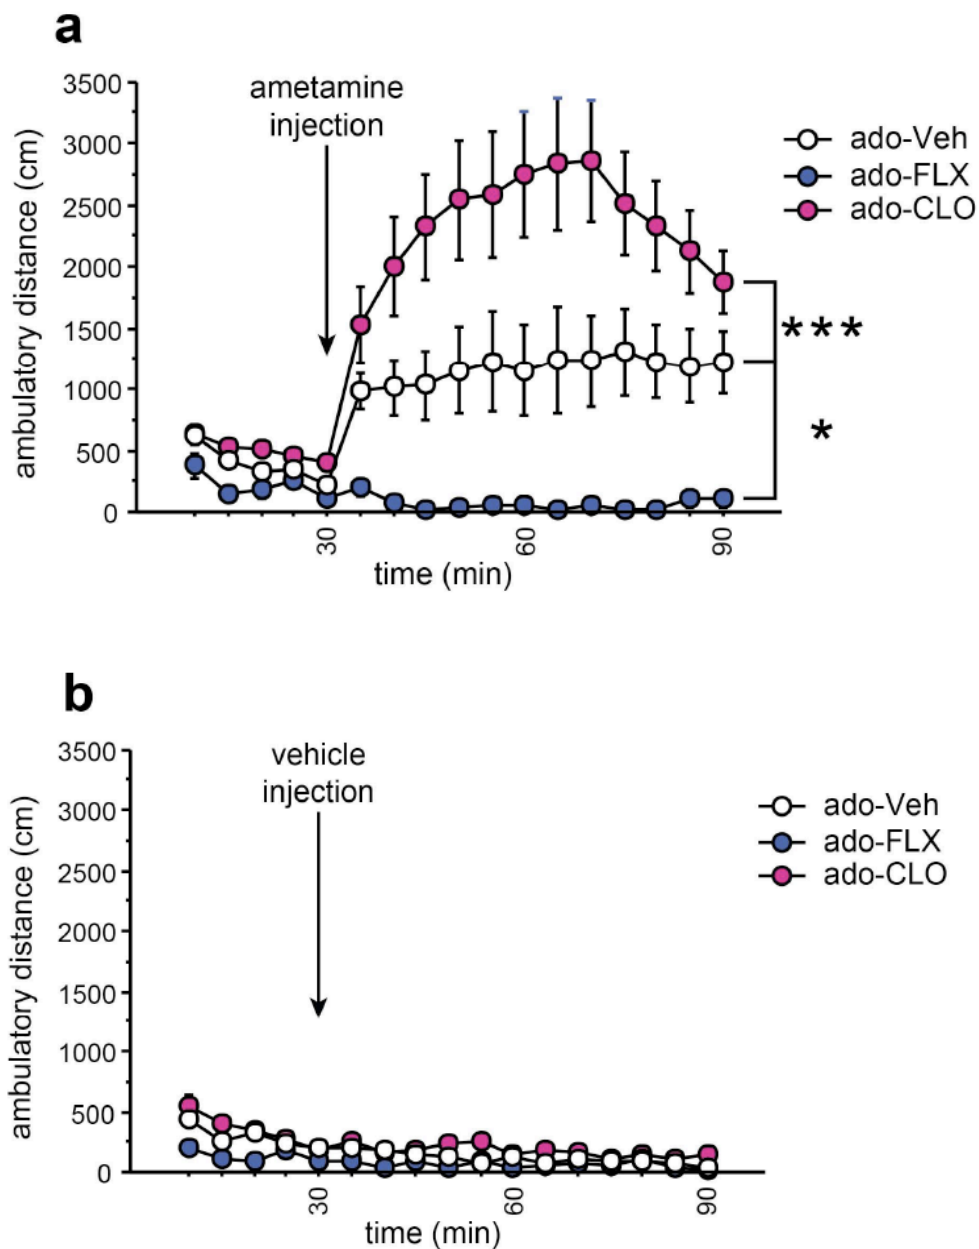 a
3500
3000
2500
2000
1500
1000
500
0
ambulatory distance (cm)
ametamine
injection
ado-Veh
ado-FLX
ado-CLO
***
*
30
60
90
time (min)
b
3500
3000
2500
2000
1500
1000
500
0
ambulatory distance (cm)
vehicle
injection
ado-Veh
ado-FLX
ado-CLO
30
60
90
time (min)